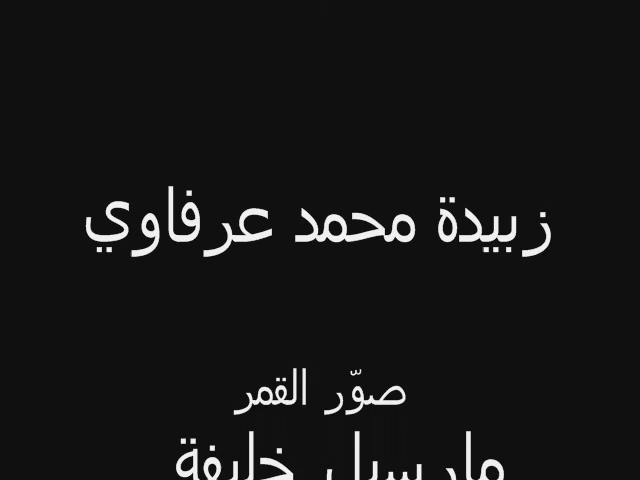 زبيدة محمد عرفاوي
صوّر القمر
مارسيل خليفة